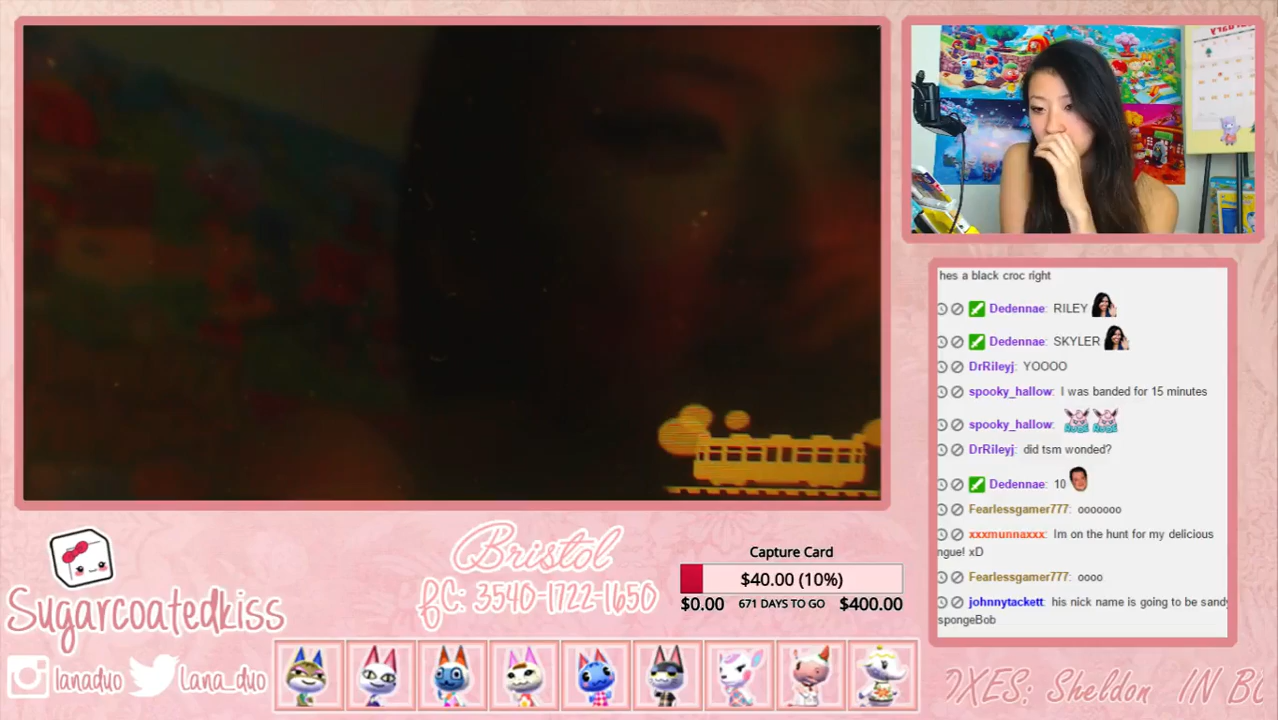 hes a black croc right
Dedennae: RILEY
Dedennae: SKYLER
DrRileyj: YOOOO
spooky_hallow: I was banded for 15 minutes
spooky_hallow:
DrRileyj: did tsm wonded?
Dedennae: 10
Fearlessgamer777: ooooooo
xxxmunnaxxx: Im on the hunt for my delicious
ngue! xD
Fearlessgamer777: oooo
johnnytackett: his nick name is going to be sandy
spongeBob
Bristol
fC: 3540-1722-1650
Capture Card
$40.00 (10%)
$0.00 671 DAYS TO GO $400.00
Sugarcoatedkiss
lanaduo
lana_duo
XES: Sheldon IN